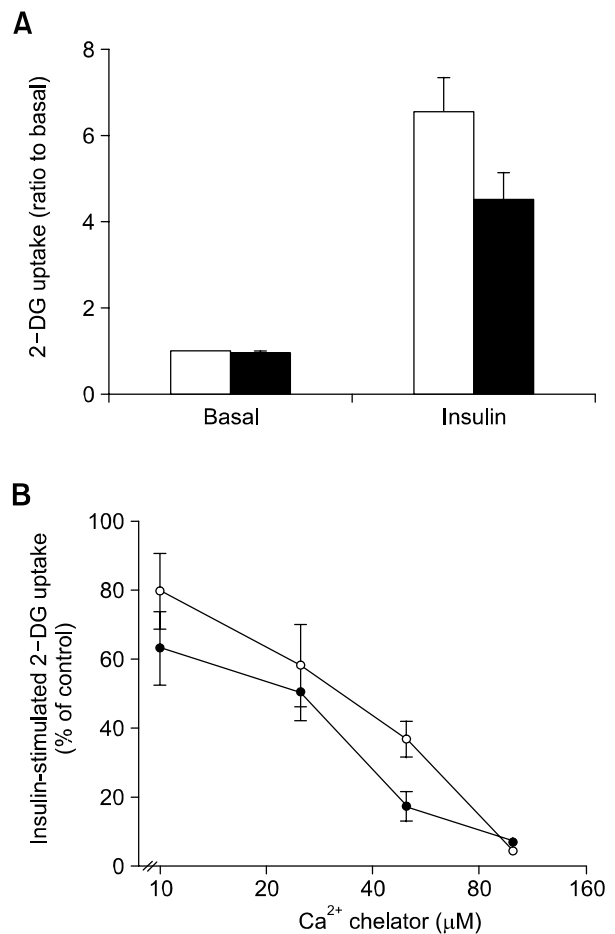 A
2−DG uptake (ratio to basal)
8
6
4
2
0
Basal Insulin
B
Insulin-stimulated 2−DG uptake
(% of control)
100
80
60
40
20
0
10 20 40 80 160
Ca²⁺ chelator (μM)